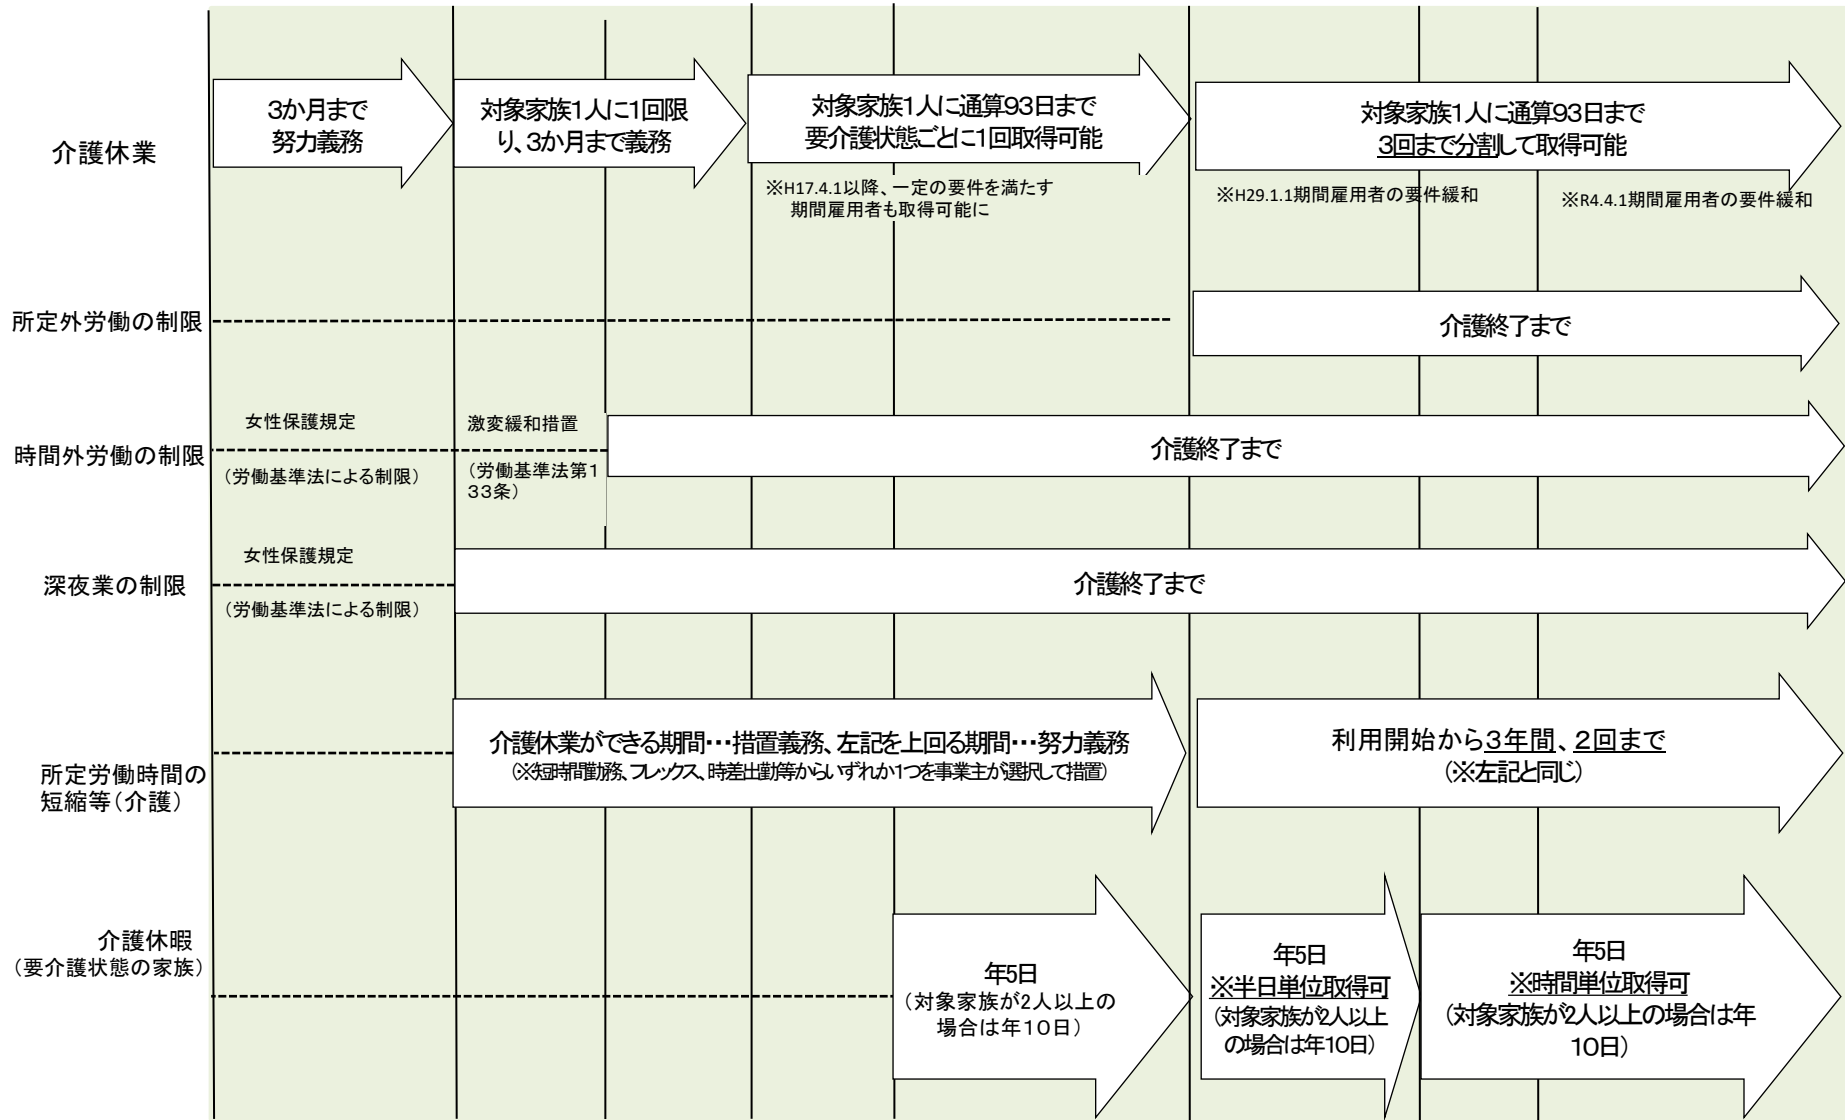 介護休業
3か月まで
努力義務
対象家族1人に1回限
り、3か月まで義務
対象家族1人に通算93日まで
要介護状態ごとに1回取得可能
※H17.4.1以降、一定の要件を満たす
期間雇用者も取得可能に
対象家族1人に通算93日まで
3回まで分割して取得可能
※H29.1.1期間雇用者の要件緩和
※R4.4.1期間雇用者の要件緩和
所定外労働の制限
介護終了まで
時間外労働の制限
女性保護規定
(労働基準法による制限)
激変緩和措置
(労働基準法第1
33条)
介護終了まで
深夜業の制限
女性保護規定
(労働基準法による制限)
介護終了まで
所定労働時間の
短縮等(介護)
介護休業ができる期間…措置義務、左記を上回る期間…努力義務
(※短時間勤務、フレックス、時差出勤等からいずれか1つを事業主が選択して措置)
利用開始から3年間、2回まで
(※左記と同じ)
介護休暇
(要介護状態の家族)
年5日
(対象家族が2人以上の
場合は年10日)
年5日
※半日単位取得可
(対象家族が2人以上
の場合は年10日)
年5日
※時間単位取得可
(対象家族が2人以上の場合は年
10日)